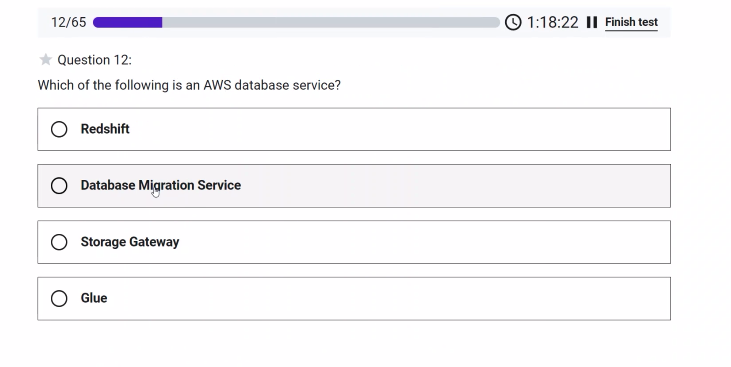 12/65 1:18:22 Finish test
Question 12:
Which of the following is an AWS database service?
Redshift
Database Migration Service
Storage Gateway
Glue